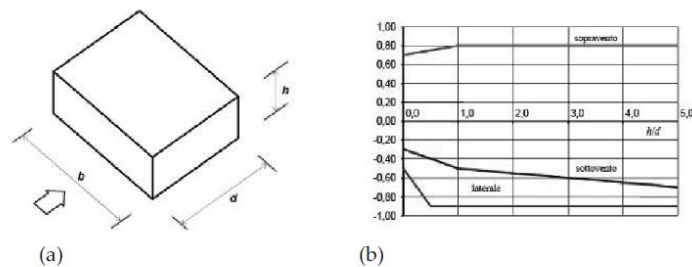 h
b
d
(a)
1,00
0,80
0,60
0,40
0,20
0,00
-0,20
-0,40
-0,60
-0,80
-1,00
sopravento
0,0 1,0 2,0 3,0 4,0 5,0
h/d
sottovento
laterale
(b)